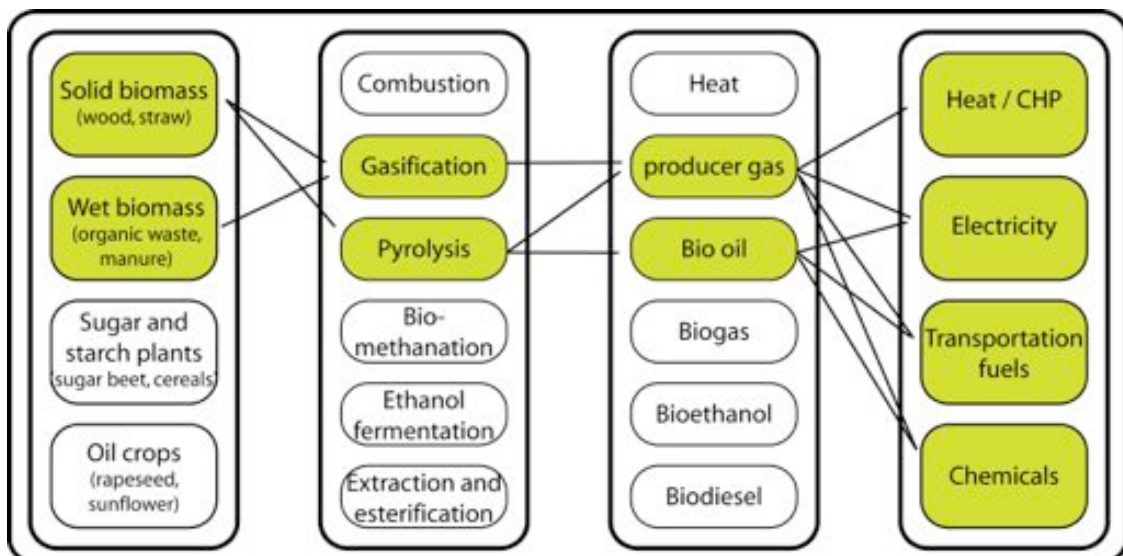 Solid biomass
(wood, straw)
Wet biomass
(organic waste,
manure)
Sugar and
starch plants
(sugar beet, cereals)
Oil crops
(rapeseed,
sunflower)
Combustion
Gasification
Pyrolysis
Bio-
methanation
Ethanol
fermentation
Extraction and
esterification
Heat
producer gas
Bio oil
Biogas
Bioethanol
Biodiesel
Heat / CHP
Electricity
Transportation
fuels
Chemicals